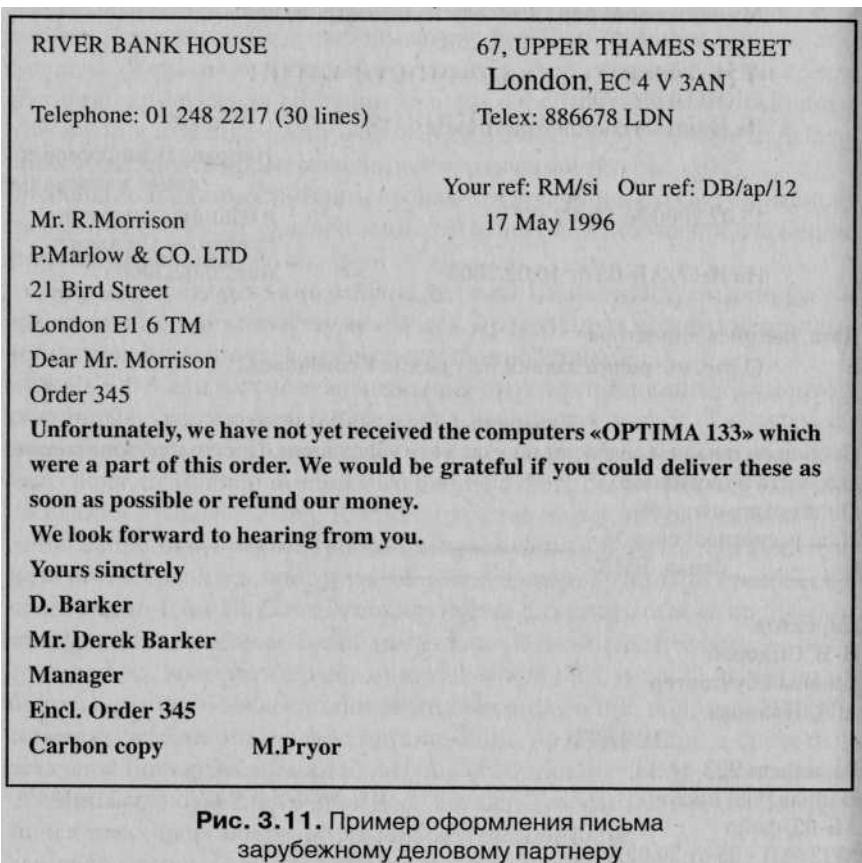 RIVER BANK HOUSE 67, UPPER THAMES STREET
London, EC 4 V 3AN
Telephone: 01 248 2217 (30 lines) Telex: 886678 LDN
Your ref: RM/si Our ref: DB/ap/12
Mr. R.Morrison 17 May 1996
P.Marlow & CO. LTD
21 Bird Street
London E1 6 TM
Dear Mr. Morrison
Order 345
Unfortunately, we have not yet received the computers «OPTIMA 133» which
were a part of this order. We would be grateful if you could deliver these as
soon as possible or refund our money.
We look forward to hearing from you.
Yours sinctrely
D. Barker
Mr. Derek Barker
Manager
Encl. Order 345
Carbon copy M.Pryor
Рис. 3.11. Пример оформления письма
зарубежному деловому партнеру